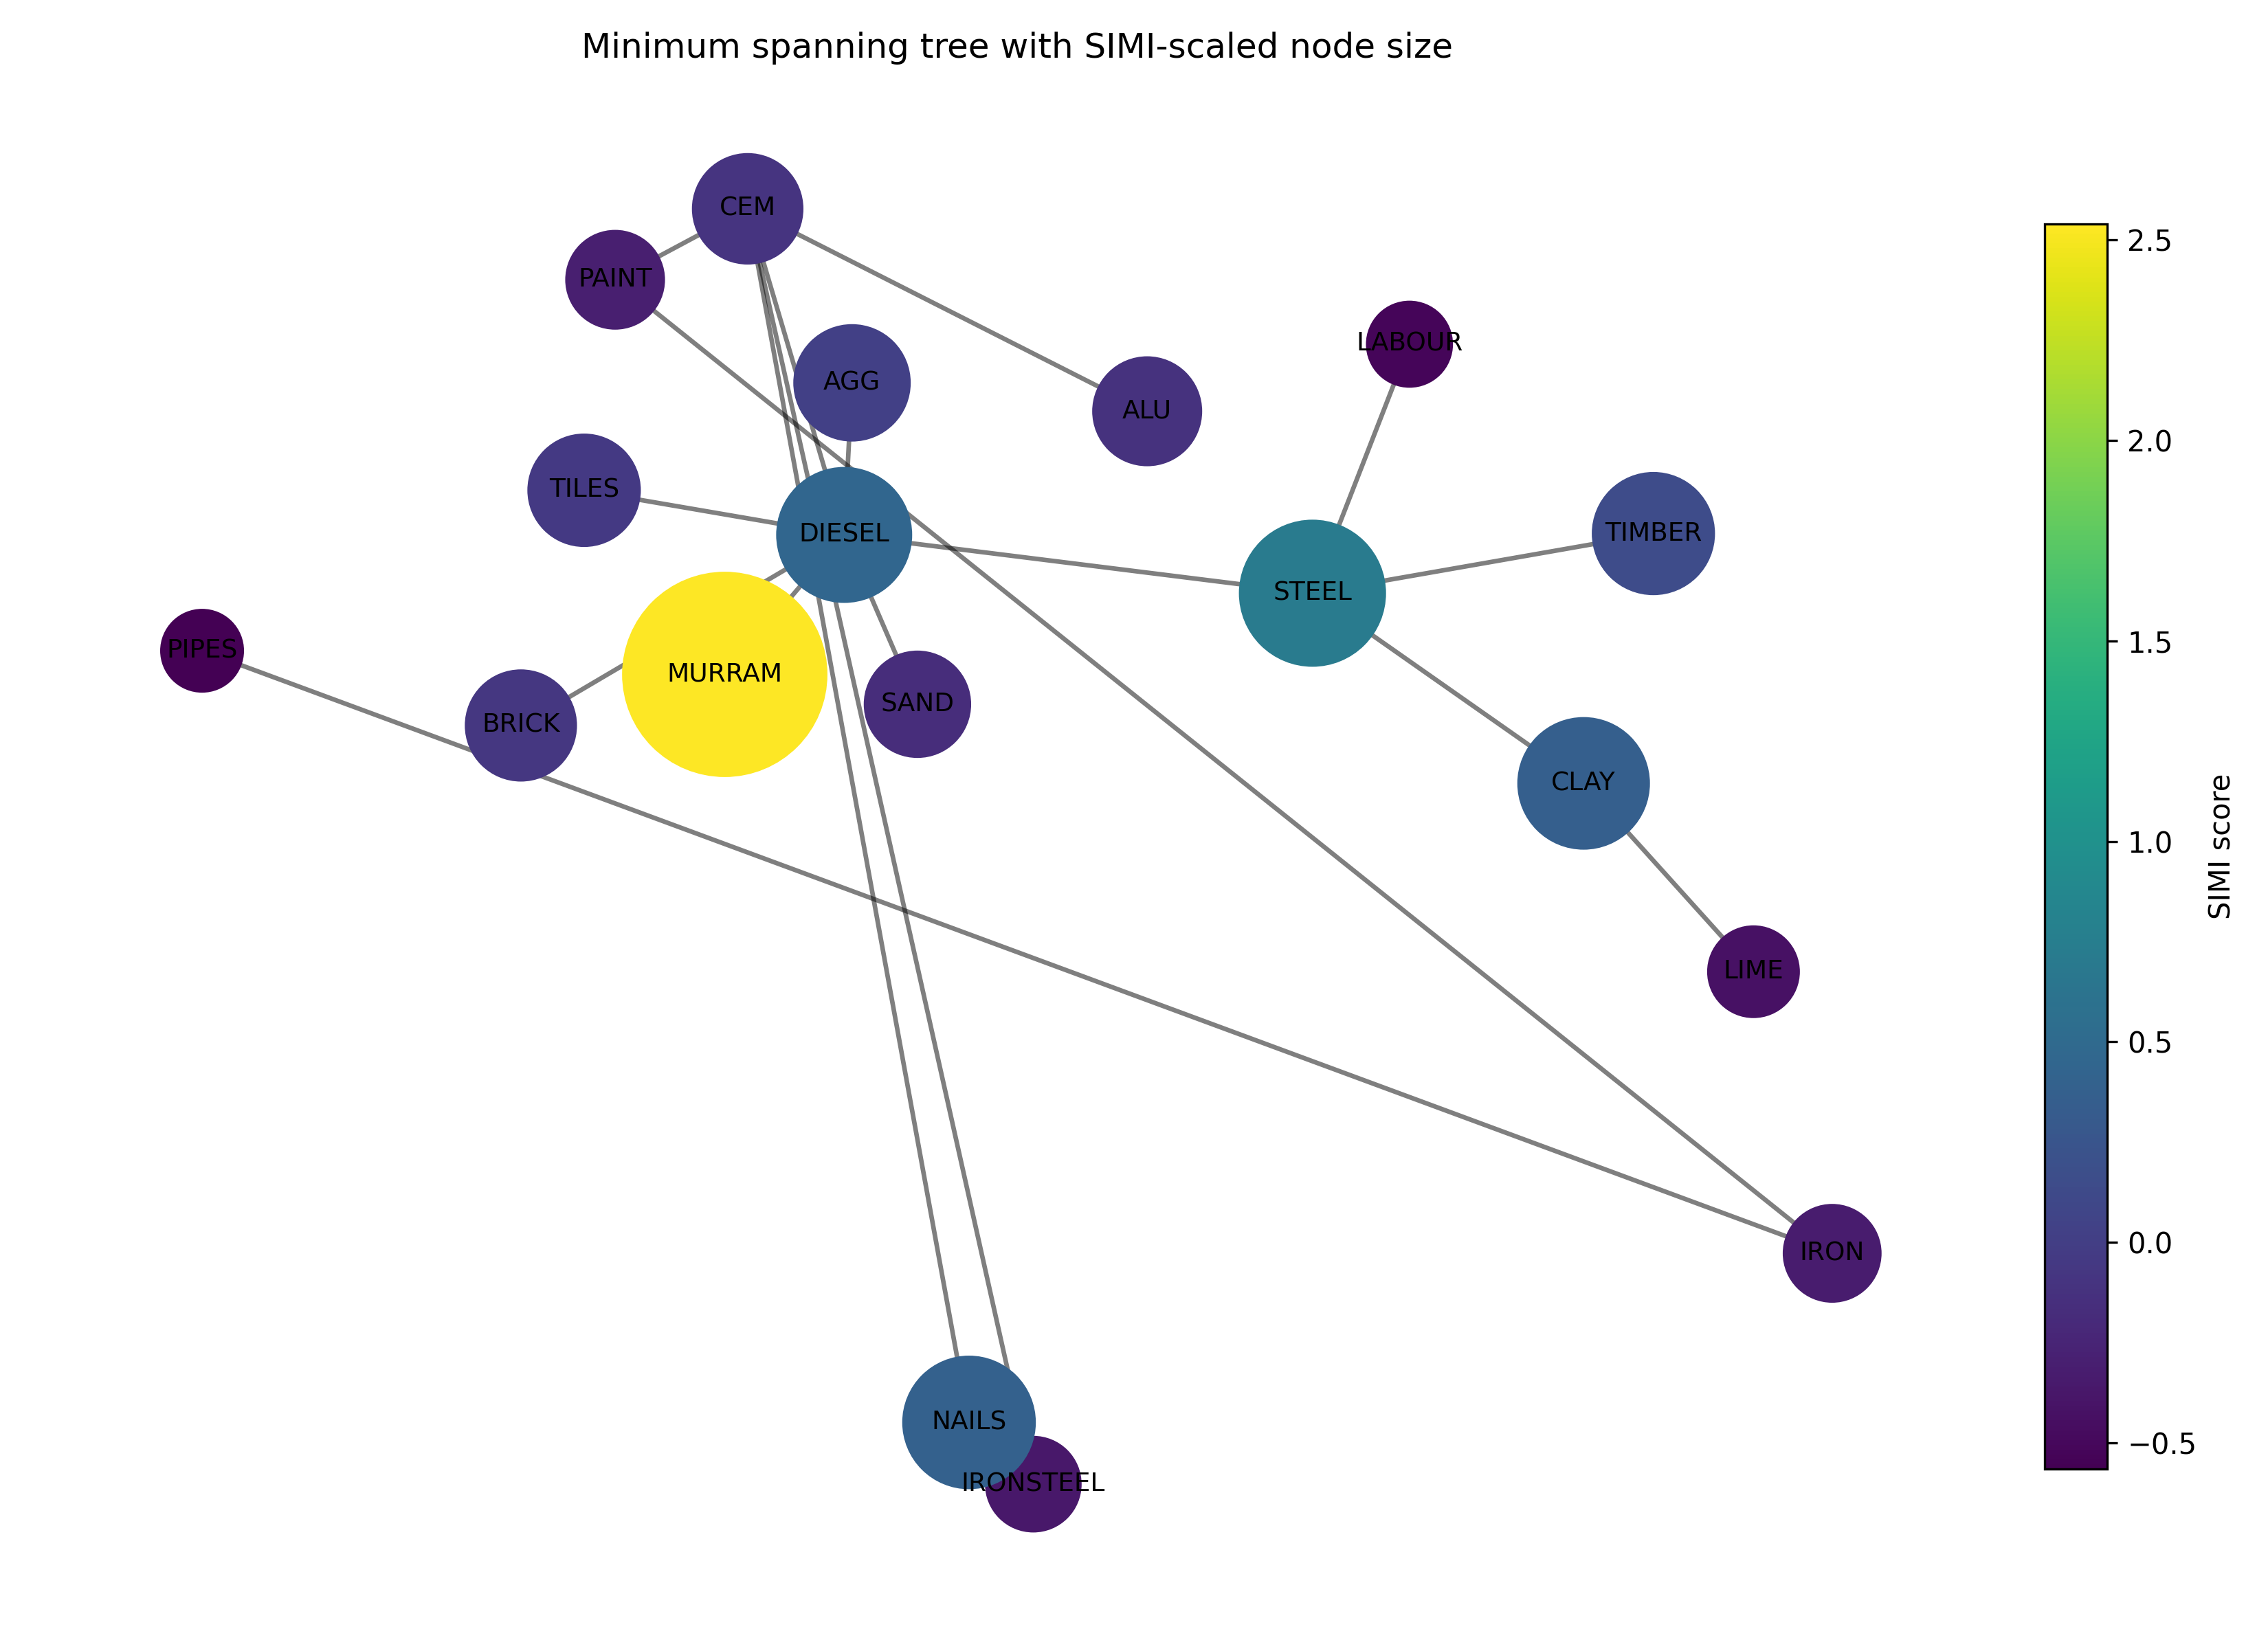 Minimum spanning tree with SIMI-scaled node size
CEM
PAINT
AGG
LABOUR
ALU
TILES
DIESEL
TIMBER
STEEL
PIPES
MURRAM
SAND
BRICK
CLAY
LIME
IRON
NAILS
IRONSTEEL
2.5
2.0
1.5
1.0
0.5
0.0
−0.5
SIMI score